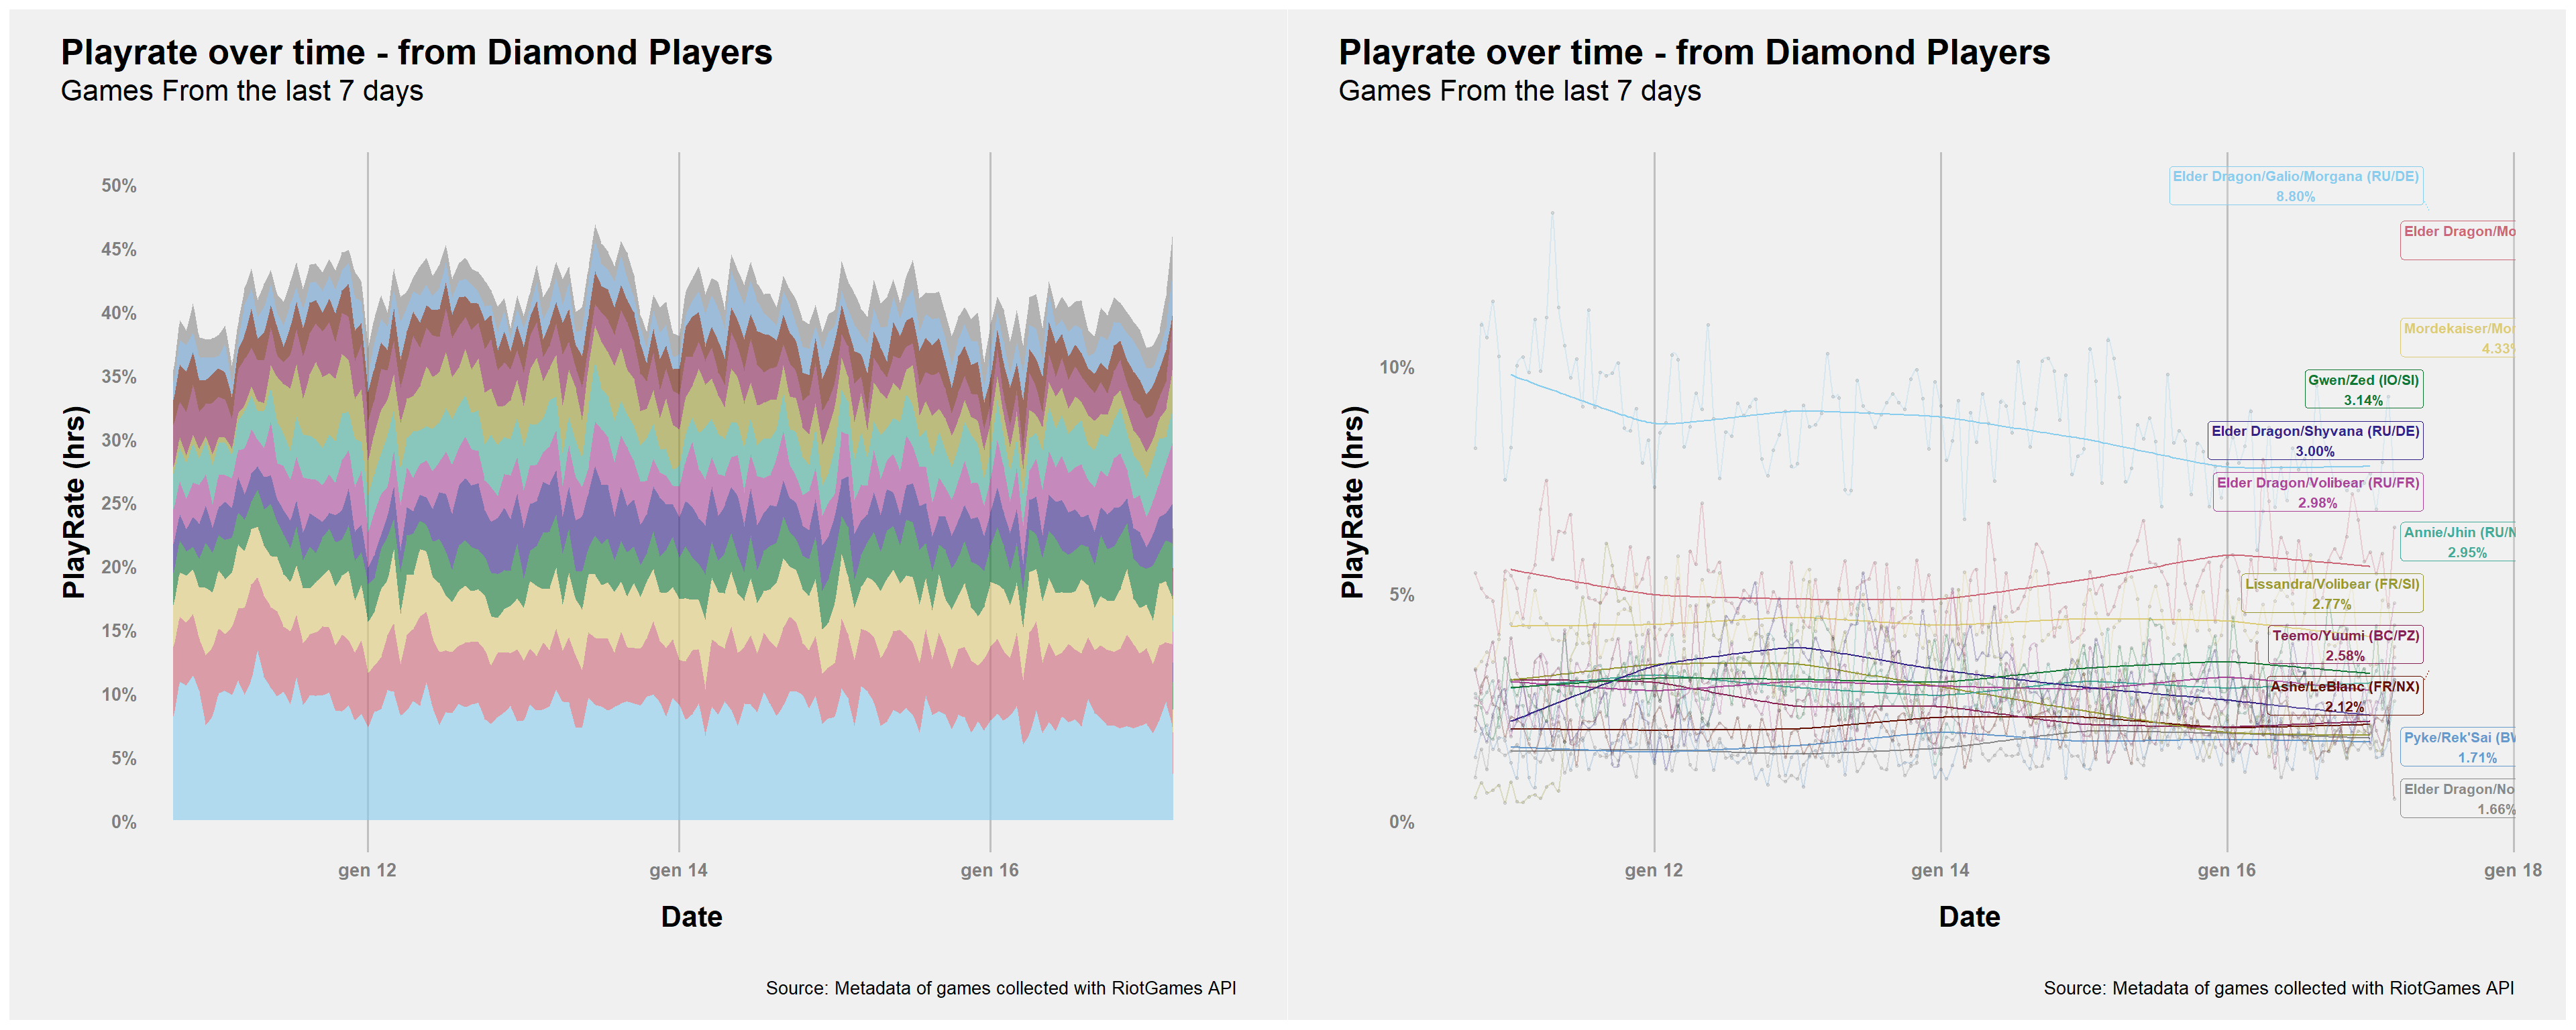 Playrate over time - from Diamond Players
Games From the last 7 days
PlayRate (hrs)
50%
45%
40%
35%
30%
25%
20%
15%
10%
5%
0%
gen 12
gen 14
gen 16
Date
Source: Metadata of games collected with RiotGames API
Playrate over time - from Diamond Players
Games From the last 7 days
PlayRate (hrs)
10%
5%
0%
Elder Dragon/Galio/Morgana (RU/DE)
8.80%
Elder Dragon/Mo
Mordekaiser/Mor
4.33%
Gwen/Zed (IO/SI)
3.14%
Elder Dragon/Shyvana (RU/DE)
3.00%
Elder Dragon/Volibear (RU/FR)
2.98%
Annie/Jhin (RU/N
2.95%
Lissandra/Volibear (FR/SI)
2.77%
Teemo/Yuumi (BC/PZ)
2.58%
Ashe/LeBlanc (FR/NX)
2.12%
Pyke/Rek'Sai (BW
1.71%
Elder Dragon/No
1.66%
gen 12
gen 14
gen 16
gen 18
Date
Source: Metadata of games collected with RiotGames API